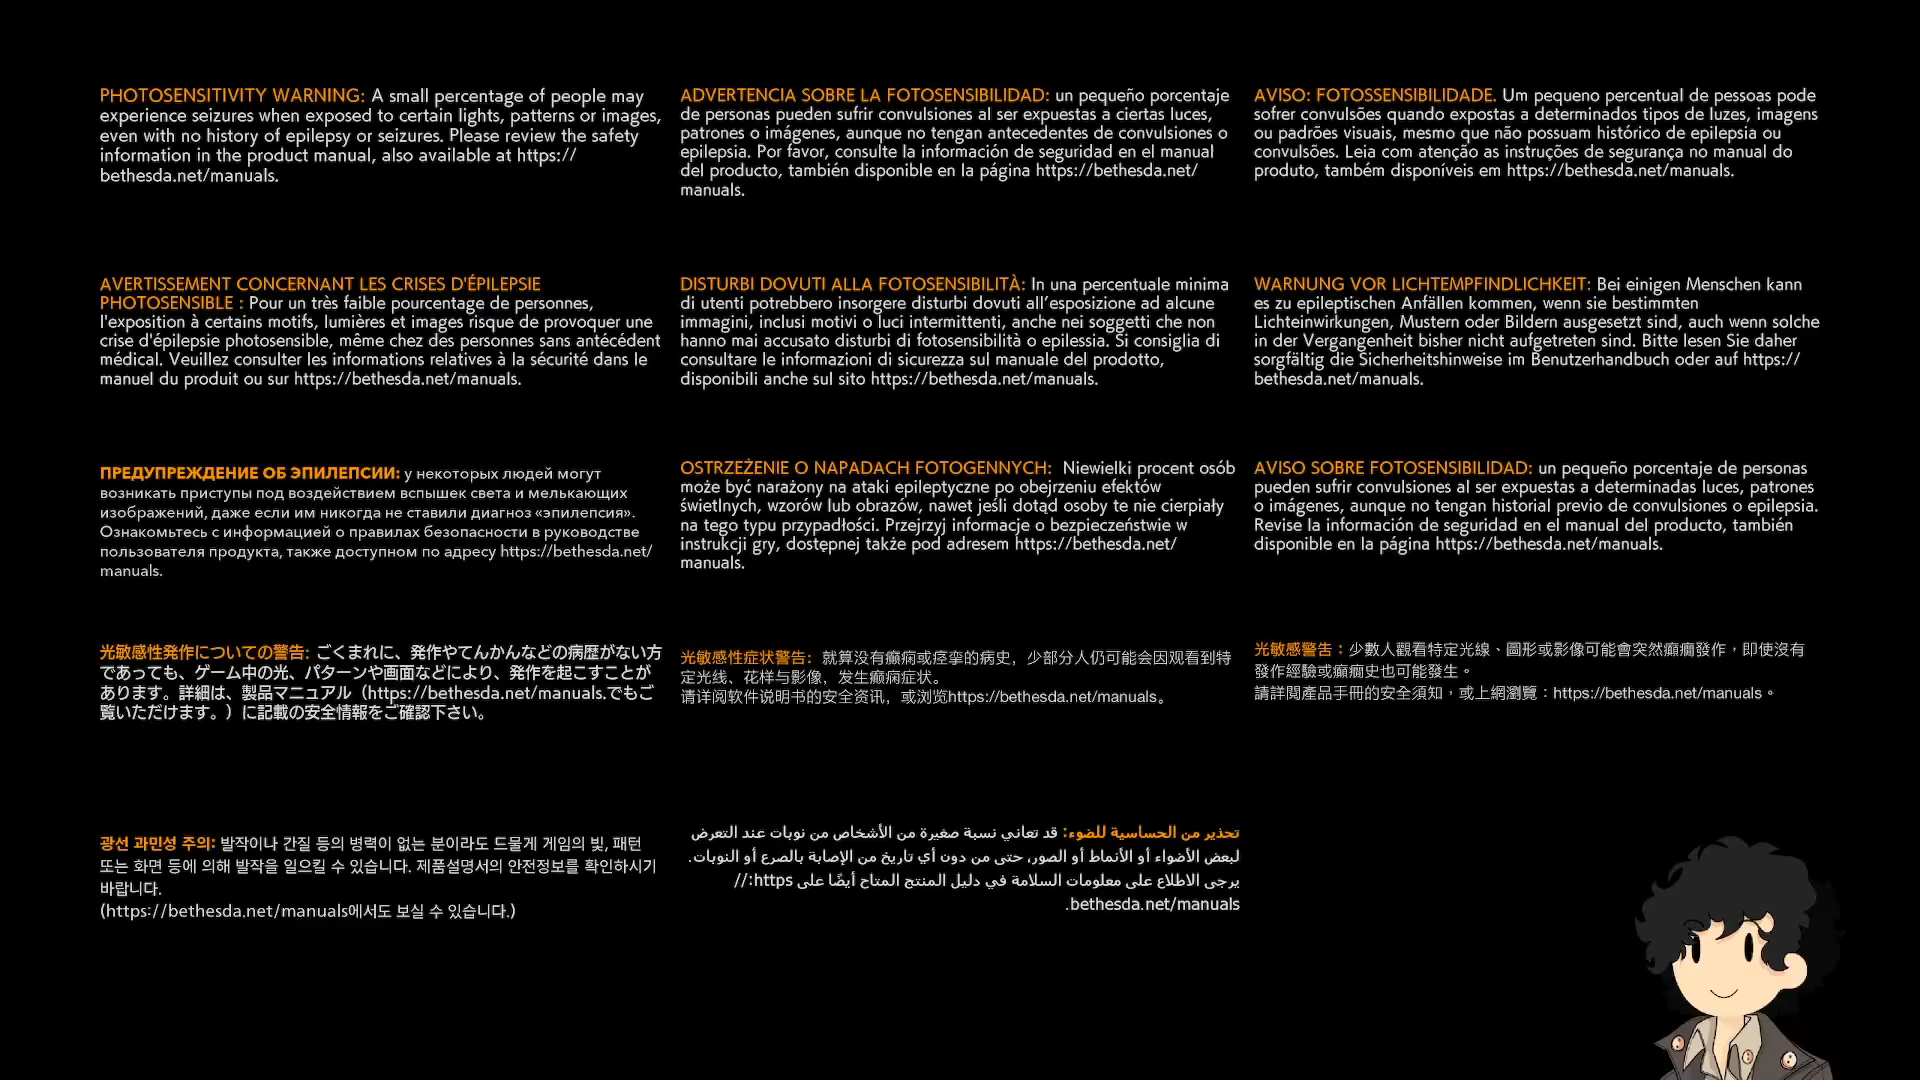 PHOTOSENSITIVITY WARNING: A small percentage of people may
experience seizures when exposed to certain lights, patterns or images,
even with no history of epilepsy or seizures. Please review the safety
information in the product manual, also available at https://
bethesda.net/manuals.
ADVERTENCIA SOBRE LA FOTOSENSIBILIDAD: un pequeño porcentaje
de personas pueden sufrir convulsiones al ser expuestas a ciertas luces,
patrones o imágenes, aunque no tengan antecedentes de convulsiones o
epilepsia. Por favor, consulte la información de seguridad en el manual
del producto, también disponible en la página https://bethesda.net/
manuals.
AVISO: FOTOSSENSIBILIDADE. Um pequeno percentual de pessoas pode
sofrer convulsões quando expostas a determinados tipos de luzes, imagens
ou padrões visuais, mesmo que não possuam histórico de epilepsia ou
convulsões. Leia com atenção as instruções de segurança no manual do
produto, também disponíveis em https://bethesda.net/manuals.
AVERTISSEMENT CONCERNANT LES CRISES D'ÉPILEPSIE
PHOTOSENSIBLE : Pour un très faible pourcentage de personnes,
l'exposition à certains motifs, lumières et images risque de provoquer une
crise d'épilepsie photosensible, même chez des personnes sans antécédent
médical. Veuillez consulter les informations relatives à la sécurité dans le
manuel du produit ou sur https://bethesda.net/manuals.
DISTURBI DOVUTI ALLA FOTOSENSIBILITÀ: In una percentuale minima
di utenti potrebbero insorgere disturbi dovuti all’esposizione ad alcune
immagini, inclusi motivi o luci intermittenti, anche nei soggetti che non
hanno mai accusato disturbi di fotosensibilità o epilessia. Si consiglia di
consultare le informazioni di sicurezza sul manuale del prodotto,
disponibili anche sul sito https://bethesda.net/manuals.
WARNUNG VOR LICHTEMPFINDLICHKEIT: Bei einigen Menschen kann
es zu epileptischen Anfällen kommen, wenn sie bestimmten
Lichteinwirkungen, Mustern oder Bildern ausgesetzt sind, auch wenn solche
in der Vergangenheit bisher nicht aufgetreten sind. Bitte lesen Sie daher
sorgfältig die Sicherheitshinweise im Benutzerhandbuch oder auf https://
bethesda.net/manuals.
ПРЕДУПРЕЖДЕНИЕ ОБ ЭПИЛЕПСИИ: у некоторых людей могут
возникать приступы под воздействием вспышек света и мелькающих
изображений, даже если им никогда не ставили диагноз «эпилепсия».
Ознакомьтесь с информацией о правилах безопасности в руководстве
пользователя продукта, также доступном по адресу https://bethesda.net/
manuals.
OSTRZEŻENIE O NAPADACH FOTOGENNYCH: Niewielki procent osób
może być narażony na ataki epileptyczne po obejrzeniu efektów
świetlnych, wzorów lub obrazów, nawet jeśli dotąd osoby te nie cierpiały
na tego typu przypadłości. Przejrzyj informacje o bezpieczeństwie w
instrukcji gry, dostępnej także pod adresem https://bethesda.net/
manuals.
AVISO SOBRE FOTOSENSIBILIDAD: un pequeño porcentaje de personas
pueden sufrir convulsiones al ser expuestas a determinadas luces, patrones
o imágenes, aunque no tengan historial previo de convulsiones o epilepsia.
Revise la información de seguridad en el manual del producto, también
disponible en la página https://bethesda.net/manuals.
光敏感性発作についての警告: ごくまれに、発作やてんかんなどの病歴がない方
であっても、ゲーム中の光、パターンや画面などにより、発作を起こすことが
あります。詳細は、製品マニュアル（https://bethesda.net/manuals.でもご
覧いただけます。）に記載の安全情報をご確認下さい。
光敏感性症状警告：就算没有癫痫或痉挛的病史，少部分人仍可能会因观看到特
定光线、花样与影像，发生癫痫症状。
请详阅软件说明书的安全资讯，或浏览https://bethesda.net/manuals。
光敏感警告：少數人觀看特定光線、圖形或影像可能會突然癲癇發作，即使沒有
發作經驗或癲癇史也可能發生。
請詳閱產品手冊的安全須知，或上網瀏覽：https://bethesda.net/manuals。
광선 과민성 주의: 발작이나 간질 등의 병력이 없는 분이라도 드물게 게임의 빛, 패턴
또는 화면 등에 의해 발작을 일으킬 수 있습니다. 제품설명서의 안전정보를 확인하시기
바랍니다.
(https://bethesda.net/manuals에서도 보실 수 있습니다.)
تحذير من الحساسية للضوء: قد تعاني نسبة صغيرة من الأشخاص من نوبات عند التعرض
لبعض الأضواء أو الأنماط أو الصور، حتى من دون أي تاريخ من الإصابة بالصرع أو النوبات.
يرجى الاطلاع على معلومات السلامة في دليل المنتج المتاح أيضًا على https://
bethesda.net/manuals.